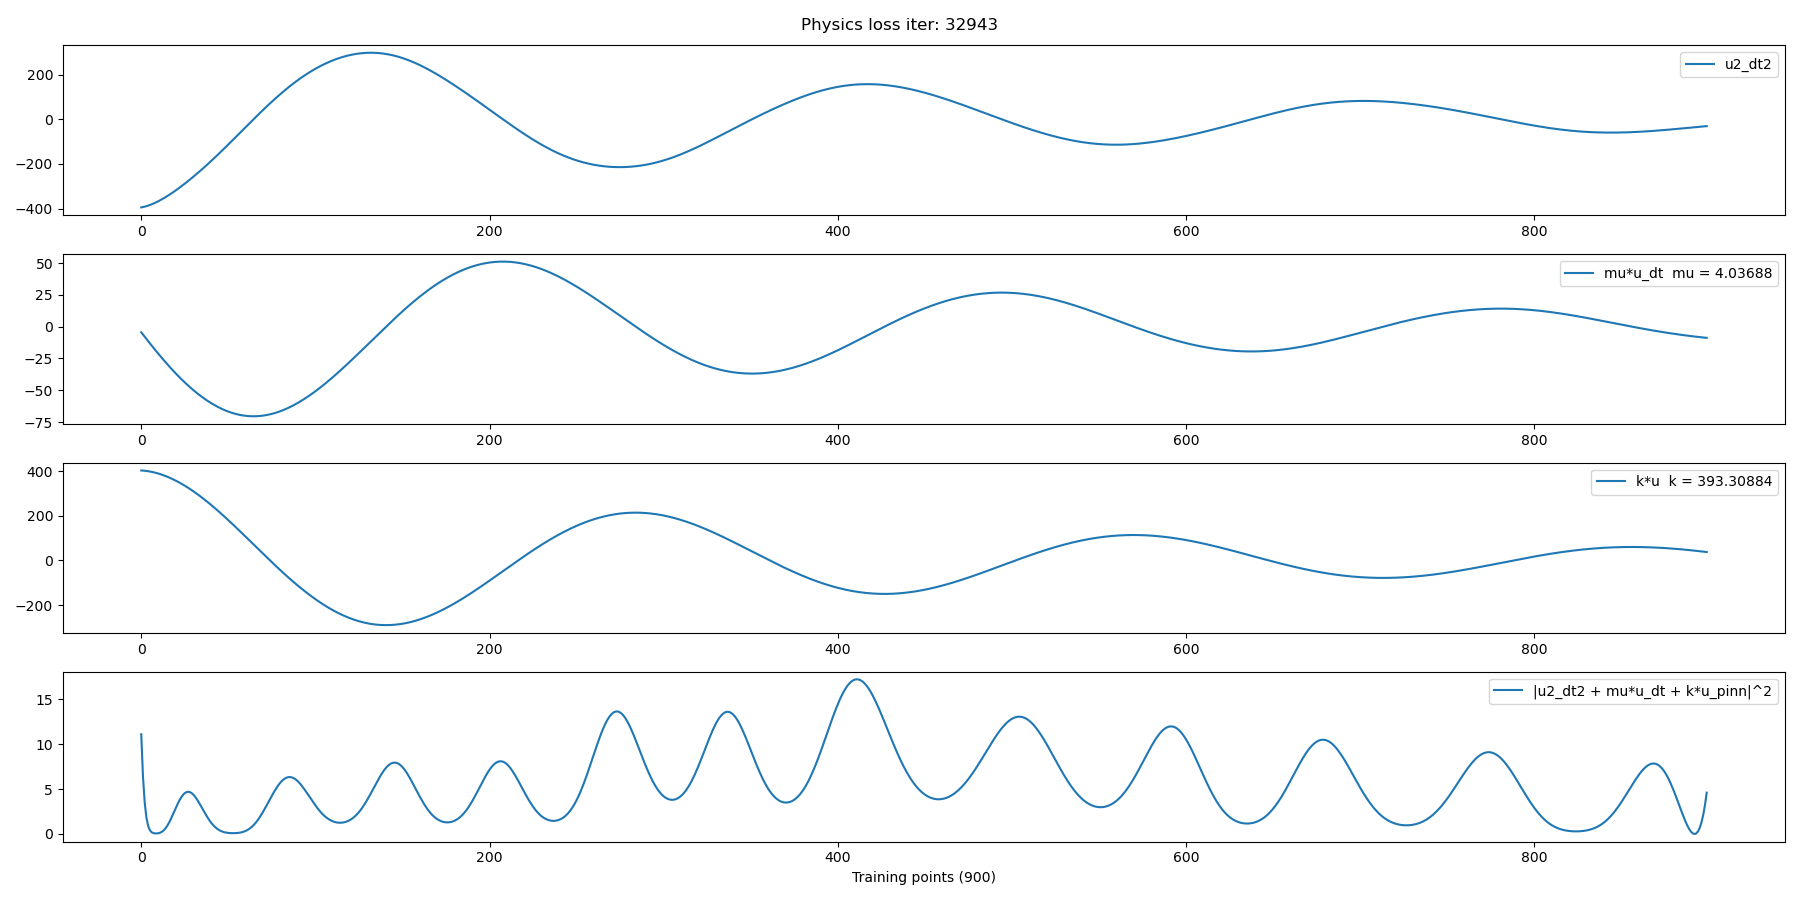 Physics loss iter: 32943
u2_dt2
200
0
−200
−400
0 200 400 600 800
mu*u_dt mu = 4.03688
50
25
0
−25
−50
−75
0 200 400 600 800
k*u k = 393.30884
400
200
0
−200
0 200 400 600 800
|u2_dt2 + mu*u_dt + k*u_pinn|^2
15
10
5
0
0 200 400 600 800
Training points (900)